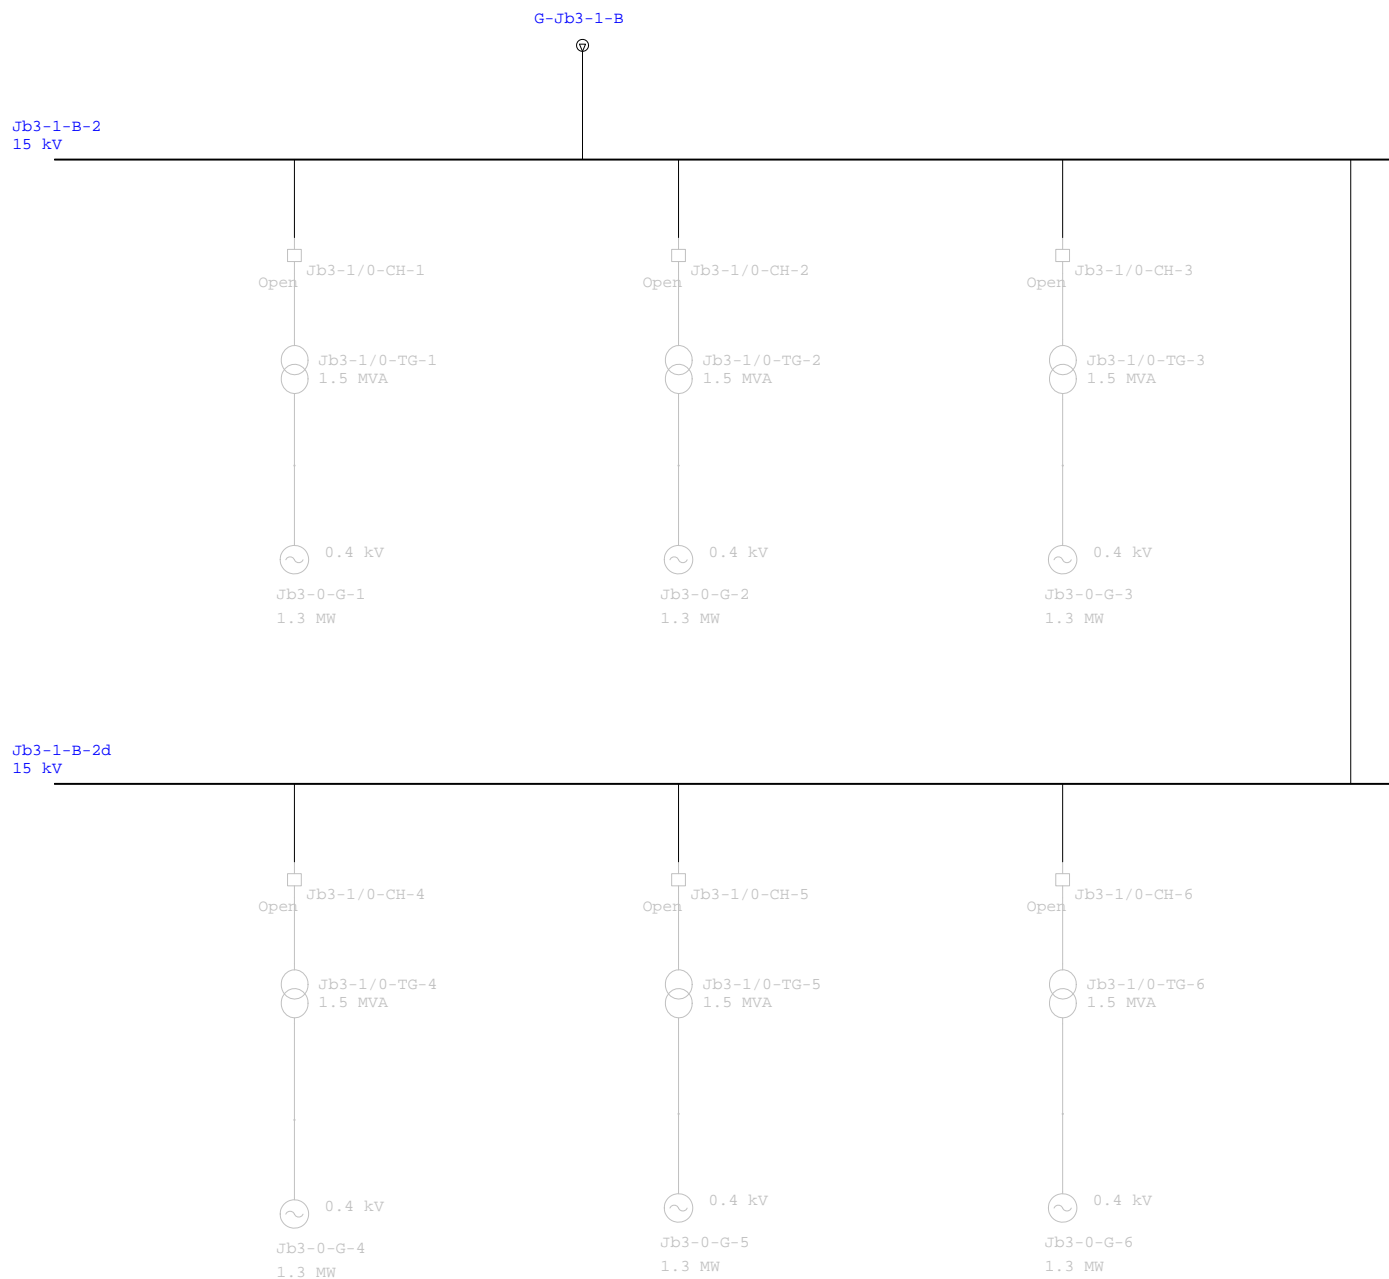 G-Jb3-1-B
Jb3-1-B-2
15 kV
Jb3-1/0-CH-1
Open
Jb3-1/0-CH-2
Open
Jb3-1/0-CH-3
Open
Jb3-1/0-TG-1
1.5 MVA
Jb3-1/0-TG-2
1.5 MVA
Jb3-1/0-TG-3
1.5 MVA
0.4 kV
0.4 kV
0.4 kV
Jb3-0-G-1
1.3 MW
Jb3-0-G-2
1.3 MW
Jb3-0-G-3
1.3 MW
Jb3-1-B-2d
15 kV
Jb3-1/0-CH-4
Open
Jb3-1/0-CH-5
Open
Jb3-1/0-CH-6
Open
Jb3-1/0-TG-4
1.5 MVA
Jb3-1/0-TG-5
1.5 MVA
Jb3-1/0-TG-6
1.5 MVA
0.4 kV
0.4 kV
0.4 kV
Jb3-0-G-4
1.3 MW
Jb3-0-G-5
1.3 MW
Jb3-0-G-6
1.3 MW